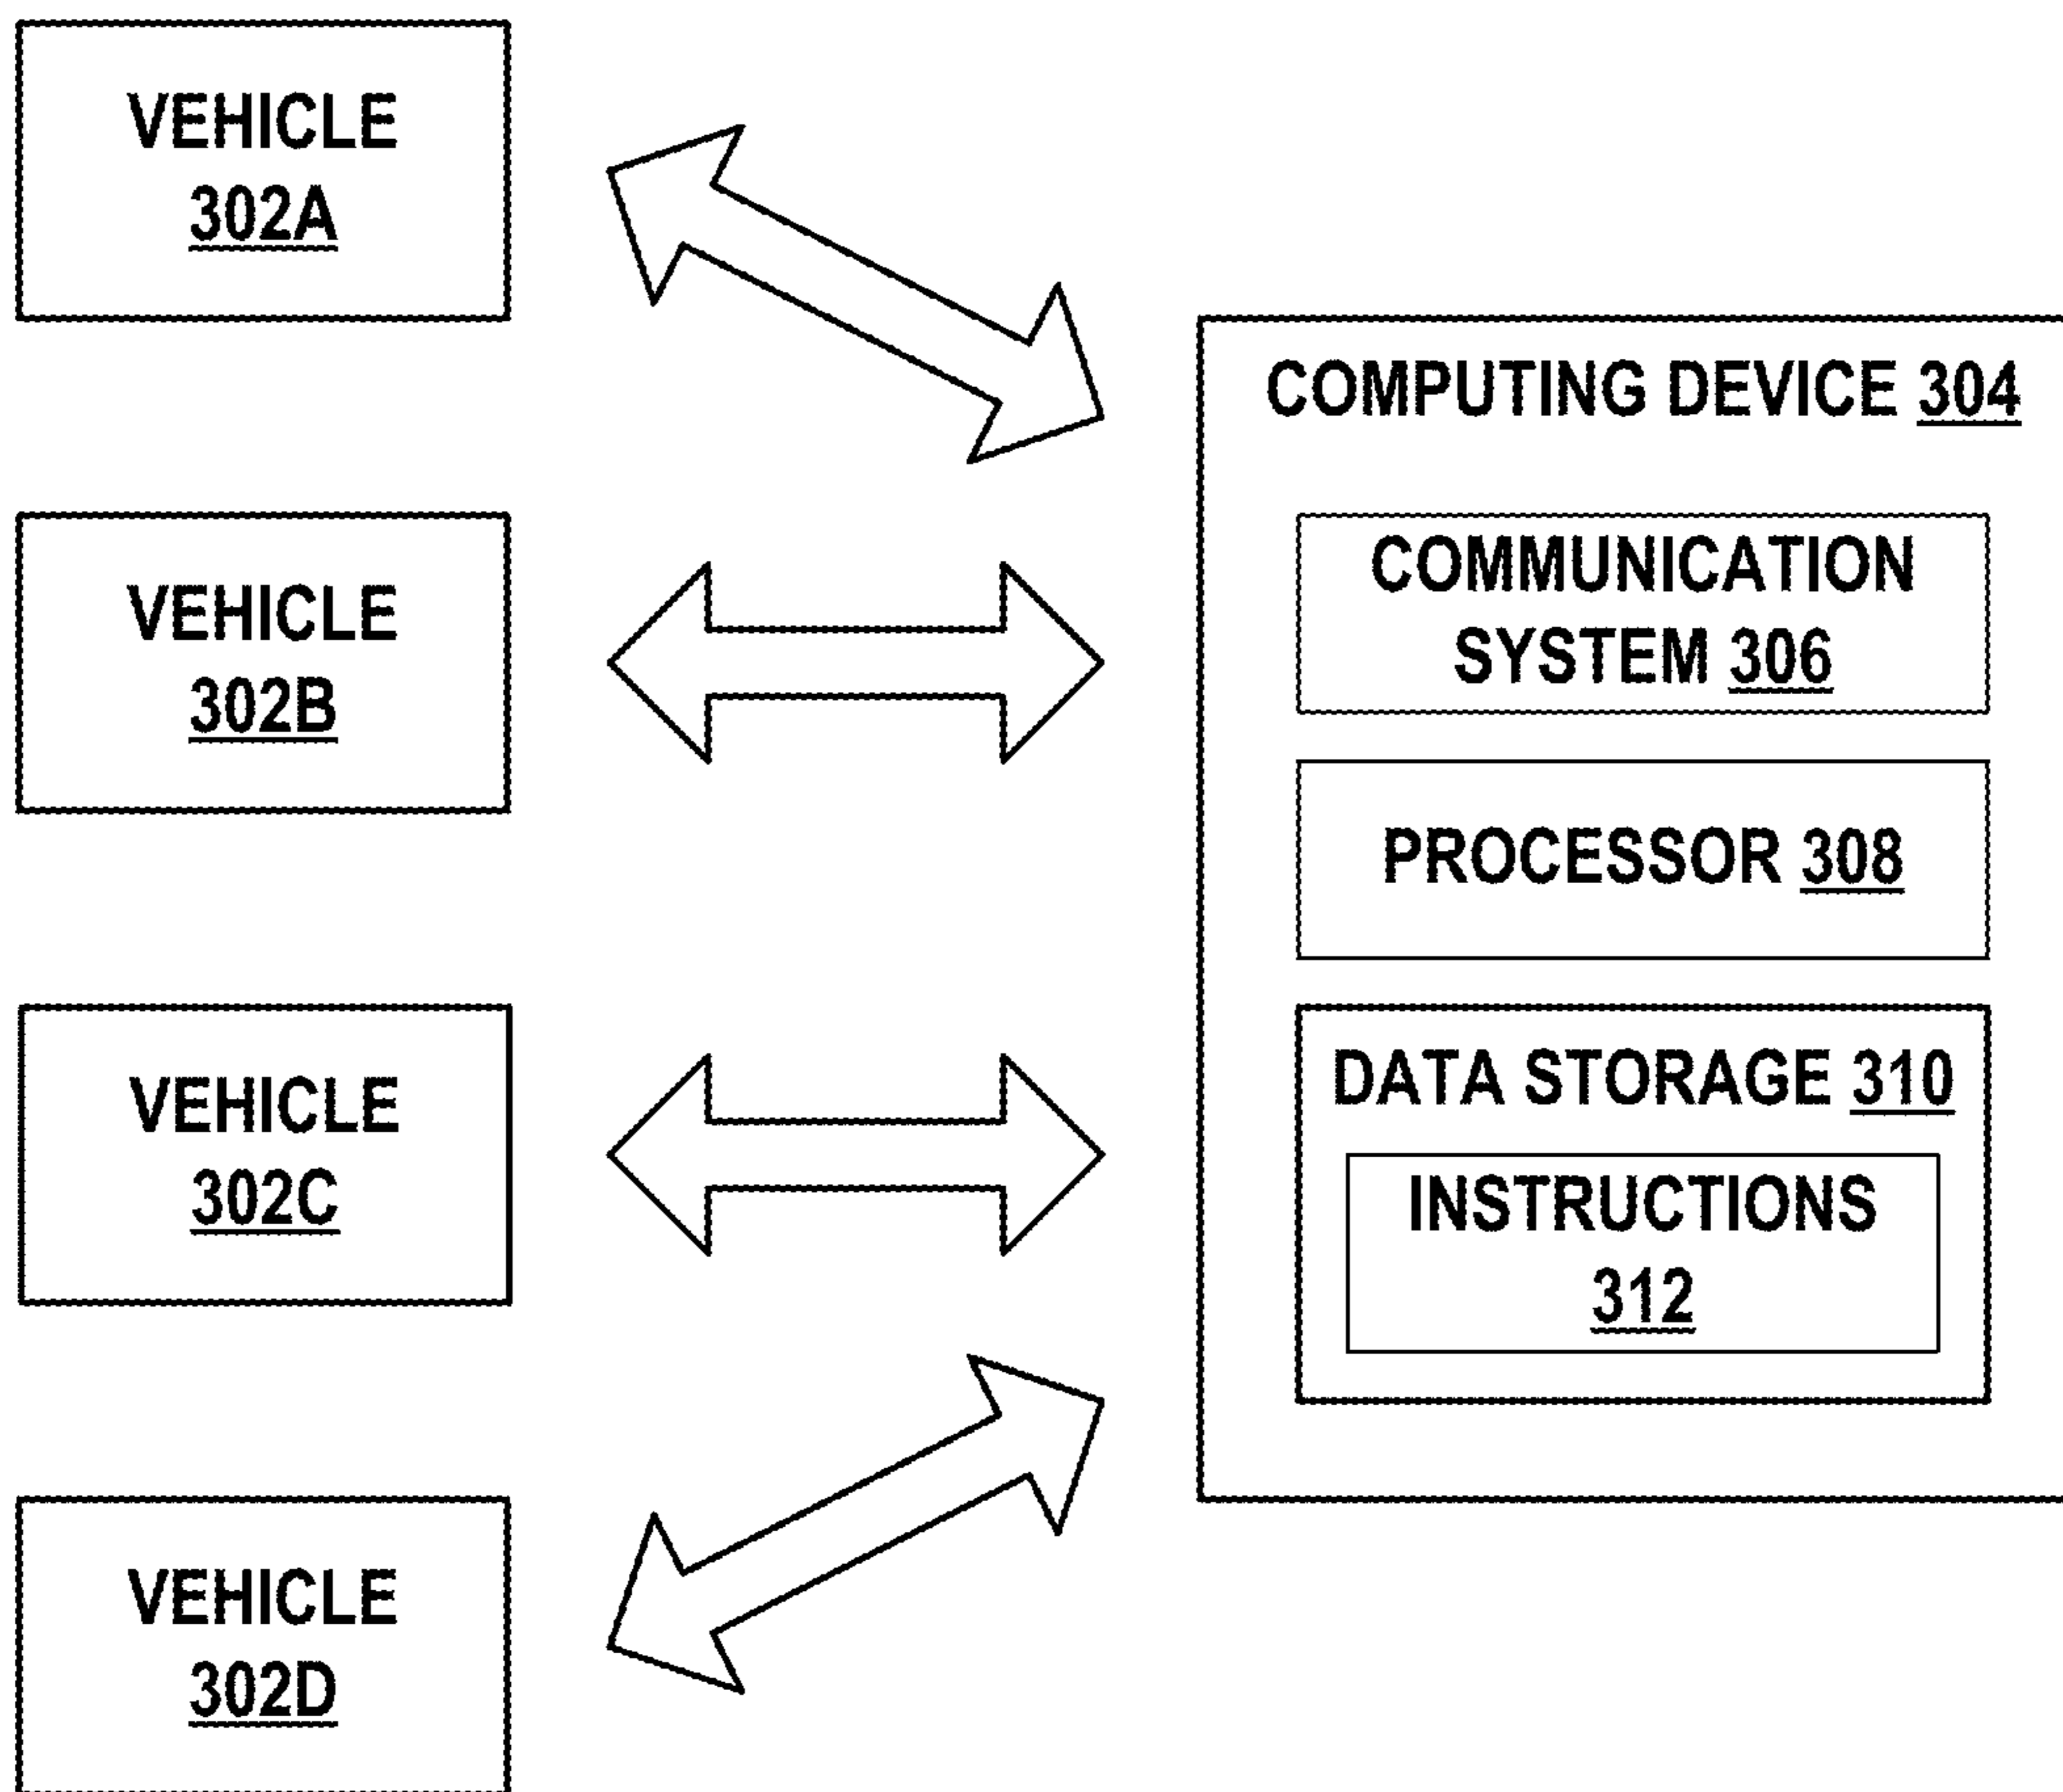 VEHICLE
302A
VEHICLE
302B
VEHICLE
302C
VEHICLE
302D
COMPUTING DEVICE 304
COMMUNICATION
SYSTEM 306
PROCESSOR 308
DATA STORAGE 310
INSTRUCTIONS
312